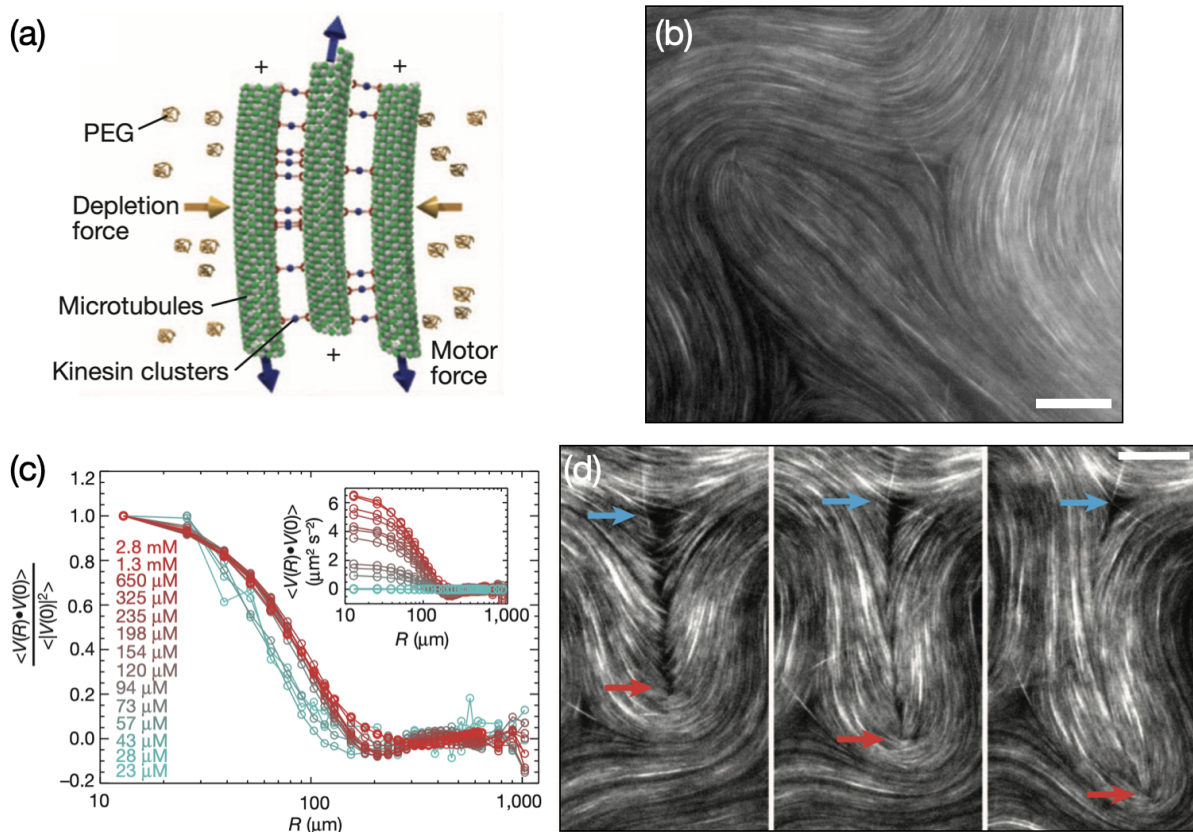 (a)
+
+
PEG
Depletion
force
Microtubules
Kinesin clusters
+
Motor
force
(b)
(c)
<V(R)•V(0)>
<|V(0)|²>
1.2
1.0
0.8
0.6
0.4
0.2
0.0
−0.2
2.8 mM
1.3 mM
650 µM
325 µM
235 µM
198 µM
154 µM
120 µM
94 µM
73 µM
57 µM
43 µM
28 µM
23 µM
10
100
1,000
R (µm)
<V(R)•V(0)>
(µm² s⁻²)
6
4
2
0
10
100
1,000
R (µm)
(d)